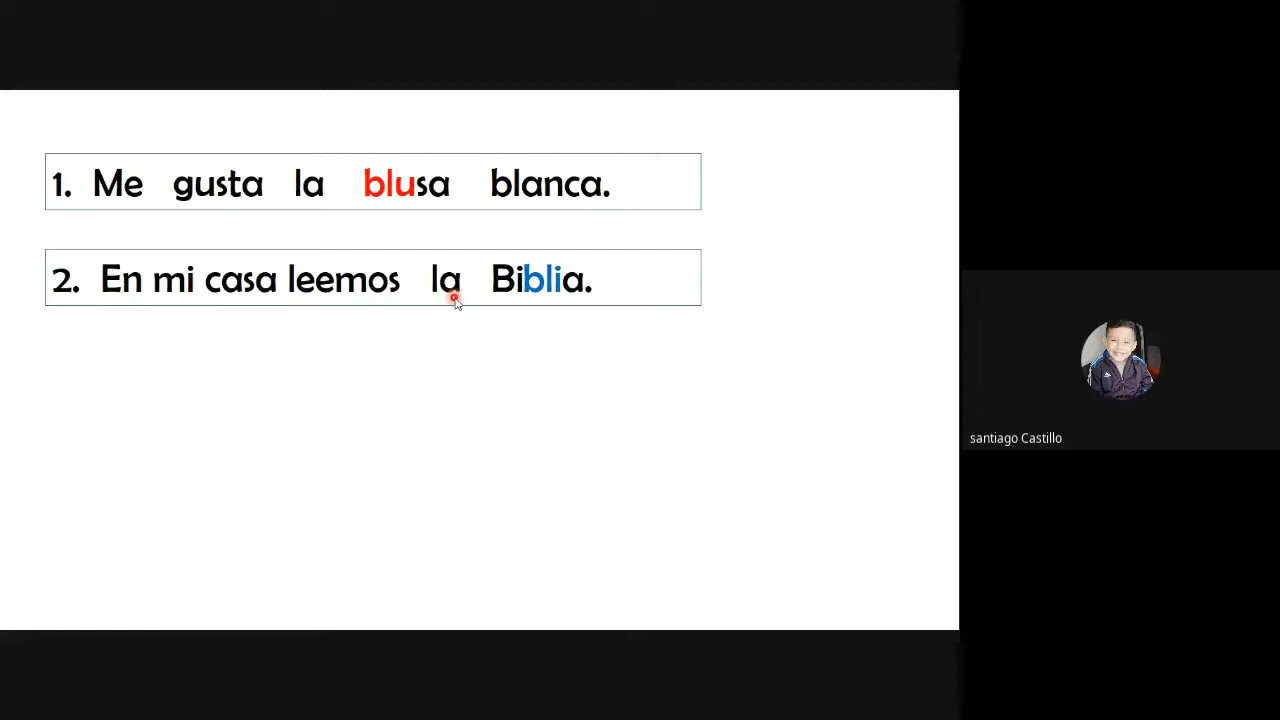 1. Me gusta la blusa blanca.
2. En mi casa leemos la Biblia.
santiago Castillo